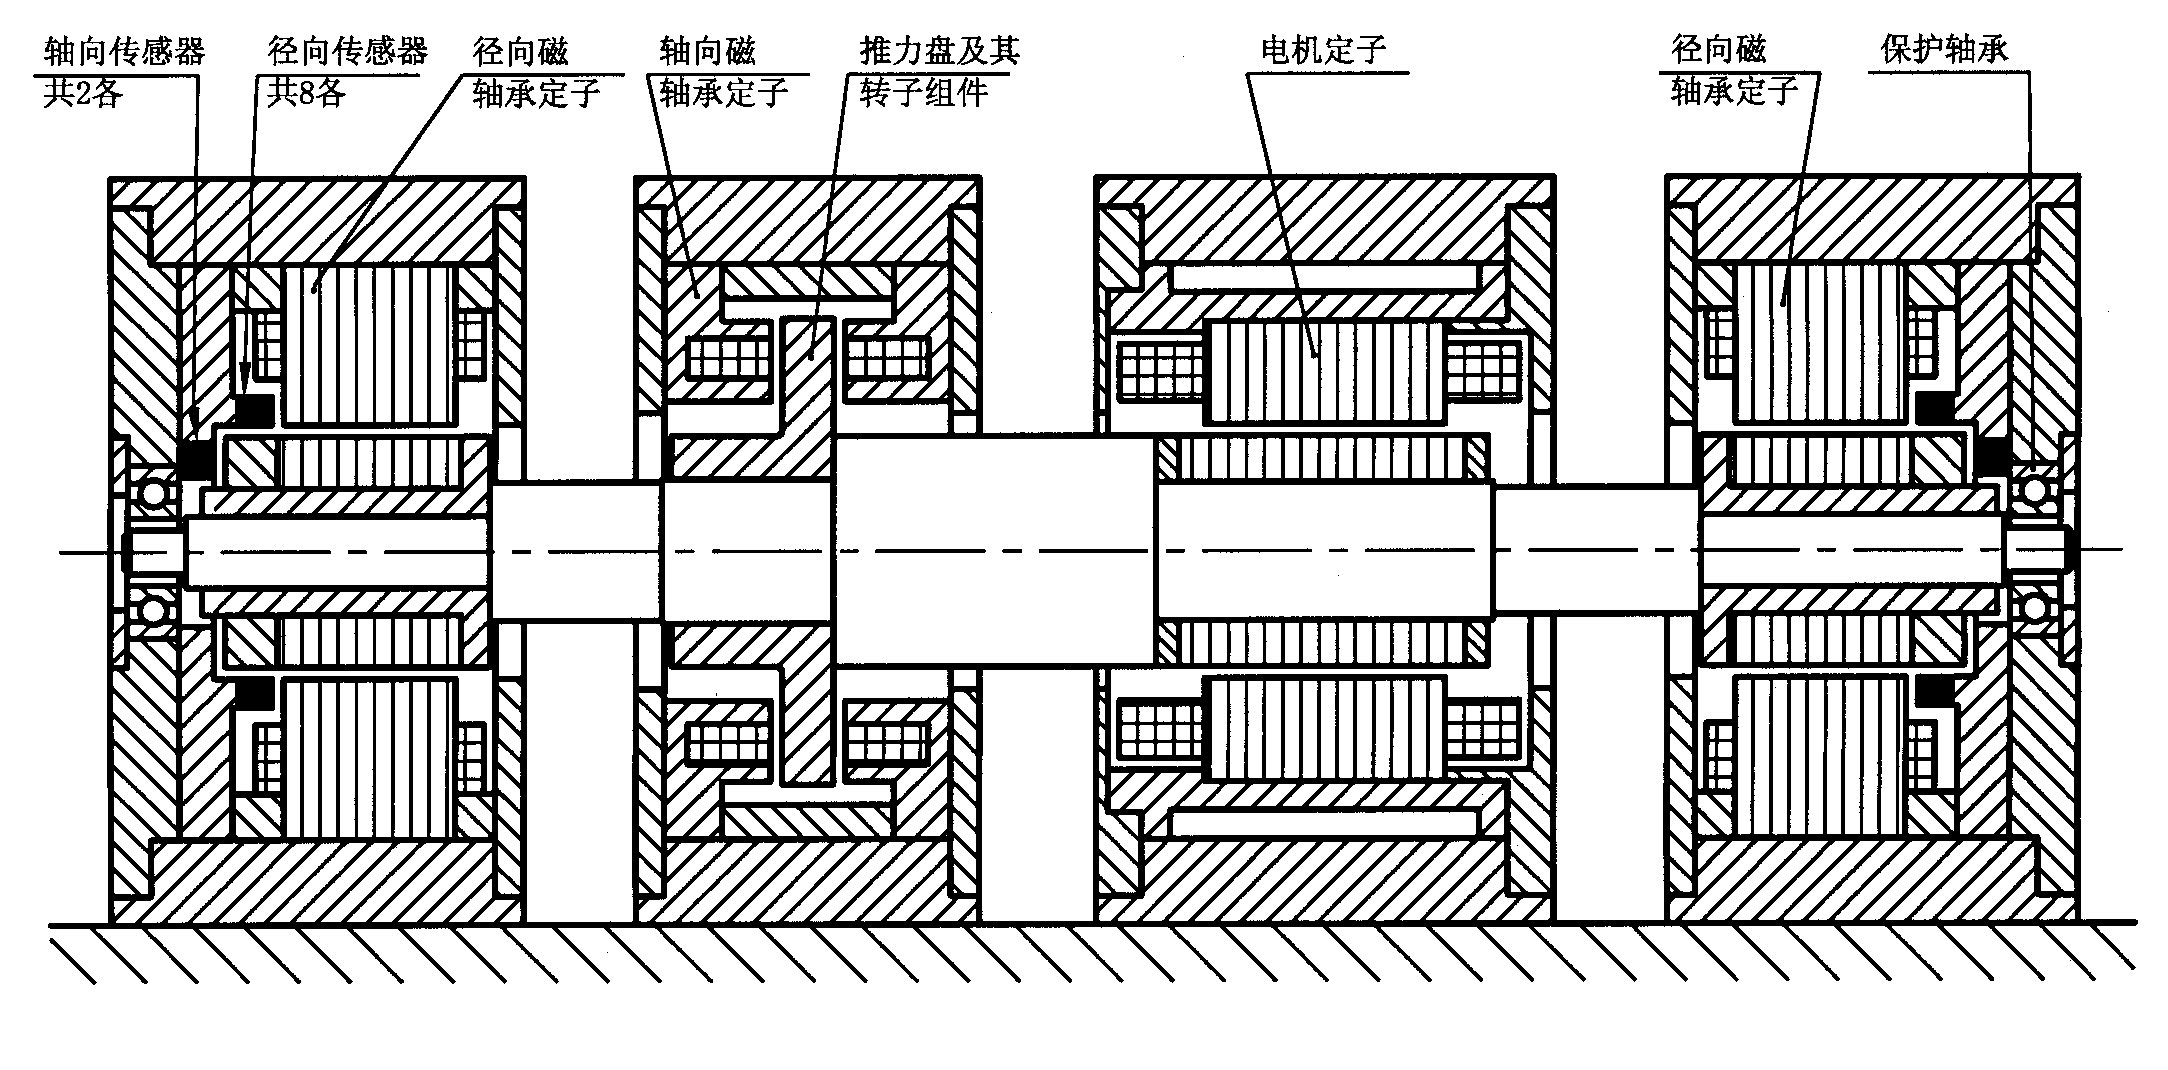 轴向传感器
共2各
径向传感器
共8各
径向磁
轴承定子
轴向磁
轴承定子
推力盘及其
转子组件
电机定子
径向磁
轴承定子
保护轴承